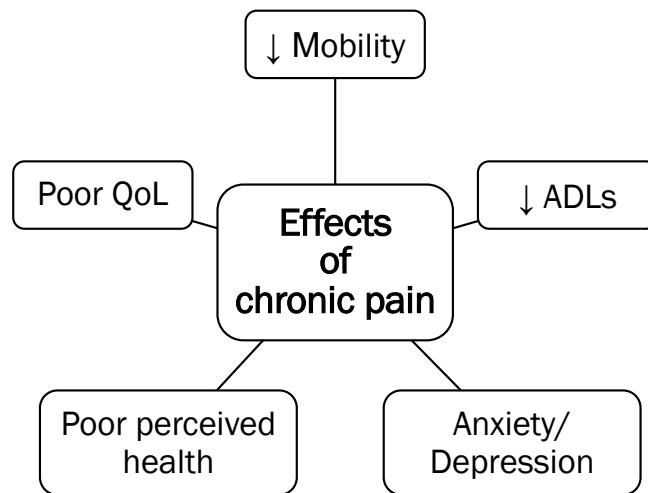 ↓ Mobility
Poor QoL
↓ ADLs
Effects
of
chronic pain
Poor perceived
health
Anxiety/
Depression